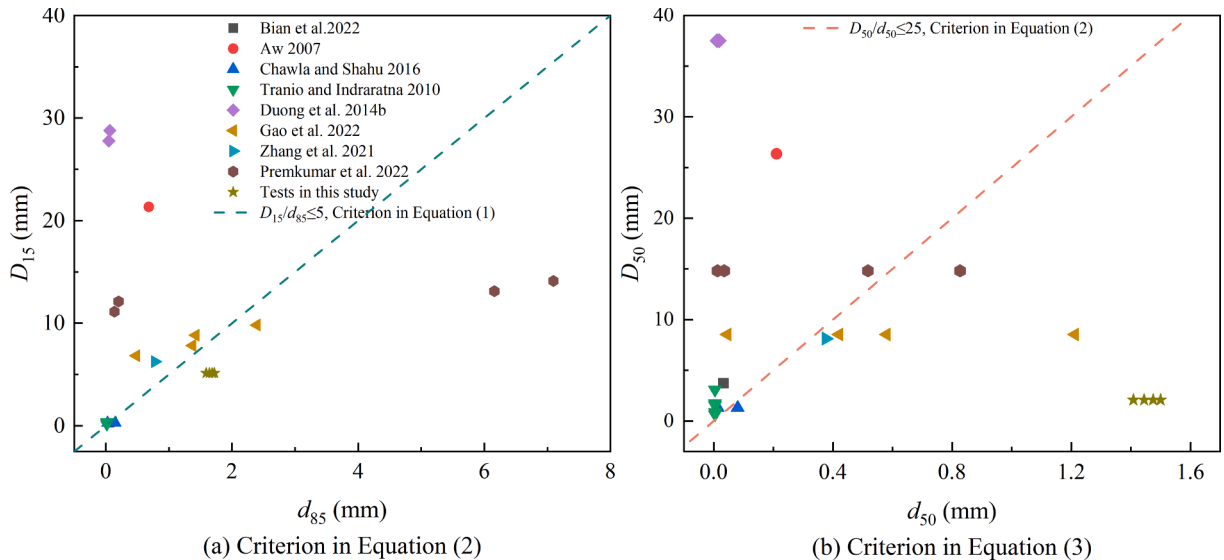 40
30
20
10
0
D15 (mm)
Bian et al.2022
Aw 2007
Chawla and Shahu 2016
Tranio and Indraratna 2010
Duong et al. 2014b
Gao et al. 2022
Zhang et al. 2021
Premkumar et al. 2022
Tests in this study
D15/d85≤5, Criterion in Equation (1)
0 2 4 6 8
d85 (mm)
(a) Criterion in Equation (2)
40
30
20
10
0
D50 (mm)
D50/d50≤25, Criterion in Equation (2)
0.0 0.4 0.8 1.2 1.6
d50 (mm)
(b) Criterion in Equation (3)